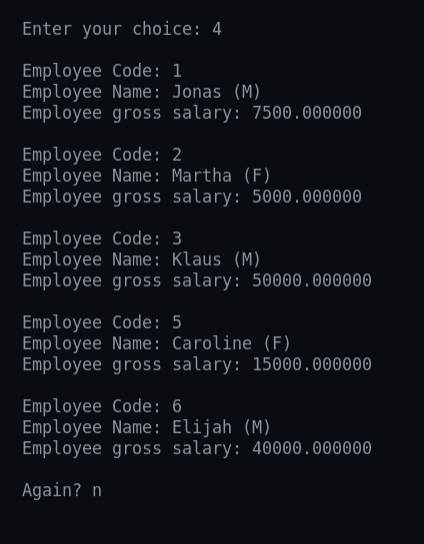 Enter your choice: 4
Employee Code: 1
Employee Name: Jonas (M)
Employee gross salary: 7500.000000
Employee Code: 2
Employee Name: Martha (F)
Employee gross salary: 5000.000000
Employee Code: 3
Employee Name: Klaus (M)
Employee gross salary: 50000.000000
Employee Code: 5
Employee Name: Caroline (F)
Employee gross salary: 15000.000000
Employee Code: 6
Employee Name: Elijah (M)
Employee gross salary: 40000.000000
Again? n